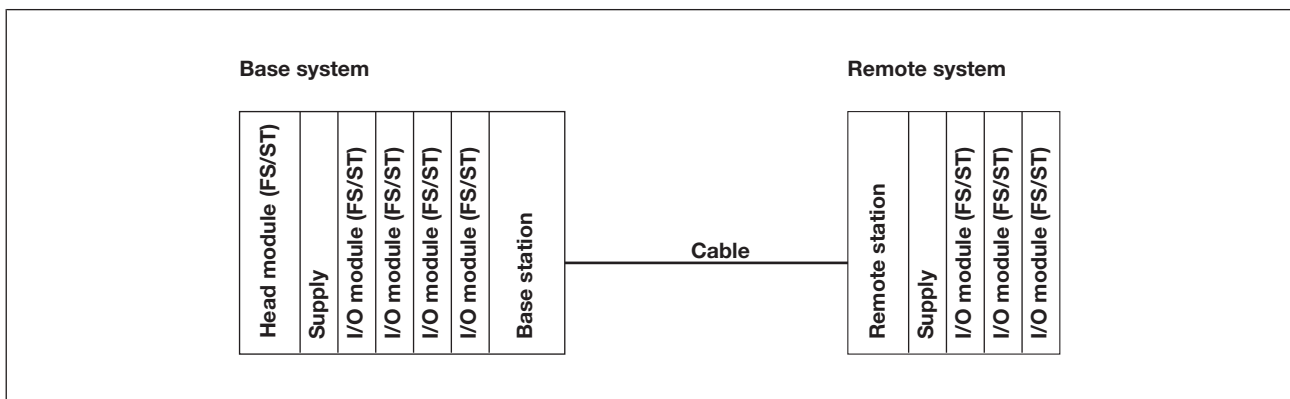 Base system
Remote system
Head module (FS/ST)
Supply
I/O module (FS/ST)
I/O module (FS/ST)
I/O module (FS/ST)
I/O module (FS/ST)
Base station
Cable
Remote station
Supply
I/O module (FS/ST)
I/O module (FS/ST)
I/O module (FS/ST)